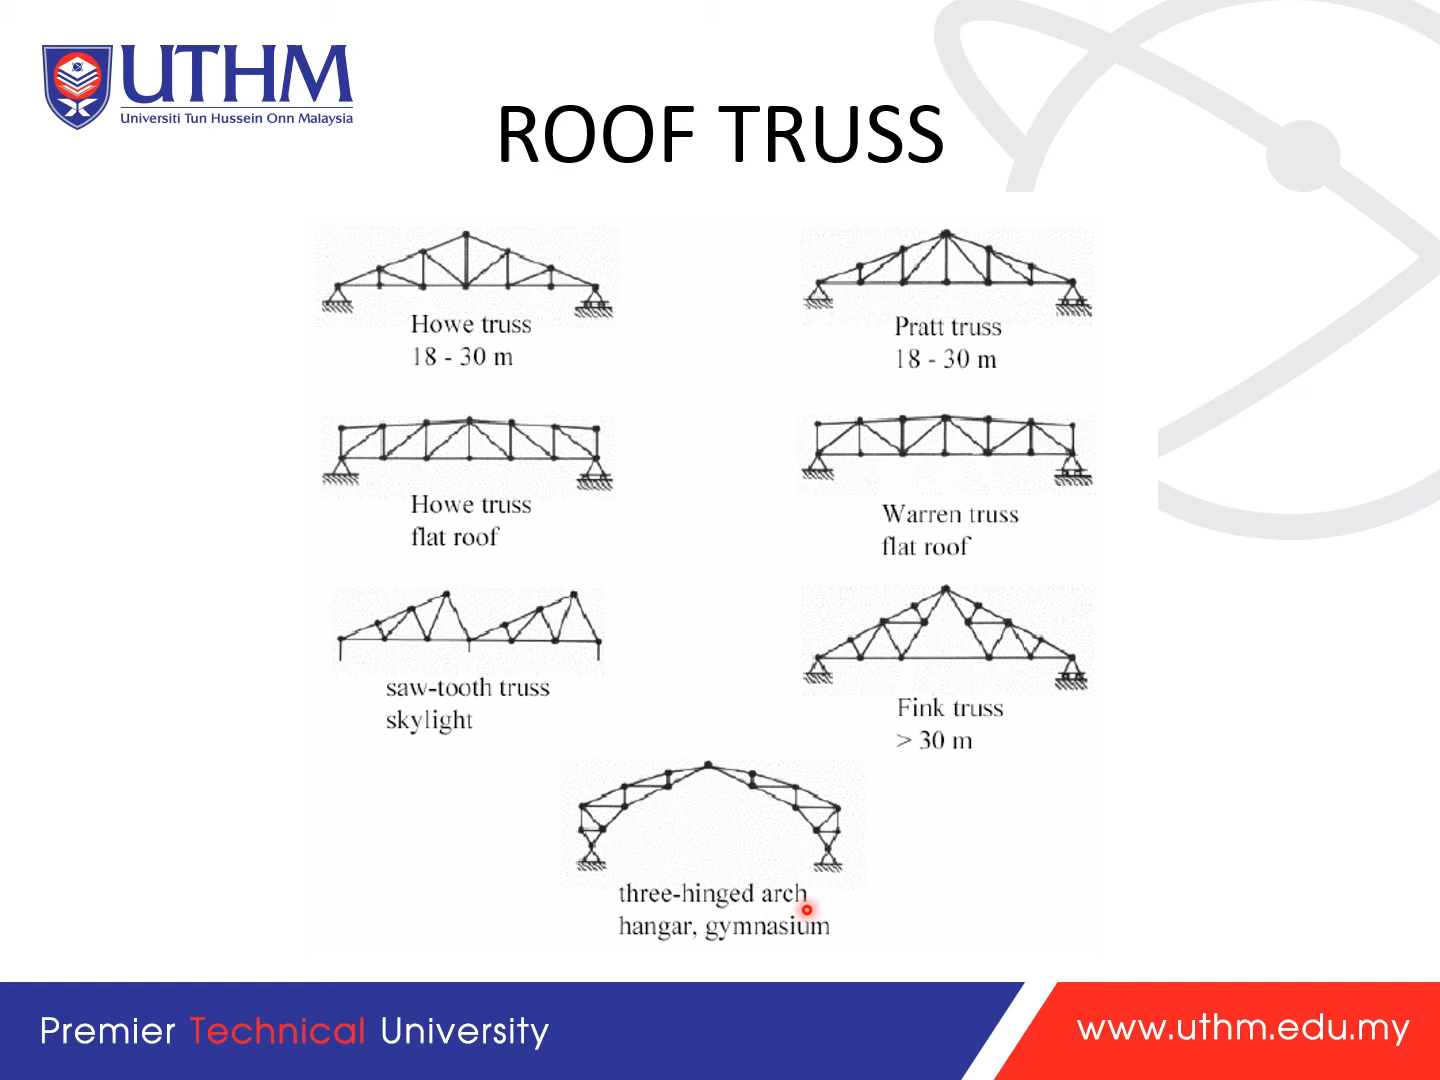 UTHM
Universiti Tun Hussein Onn Malaysia
ROOF TRUSS
Howe truss
18 - 30 m
Pratt truss
18 - 30 m
Howe truss
flat roof
Warren truss
flat roof
saw-tooth truss
skylight
Fink truss
> 30 m
three-hinged arch
hangar, gymnasium
Premier Technical University
www.uthm.edu.my